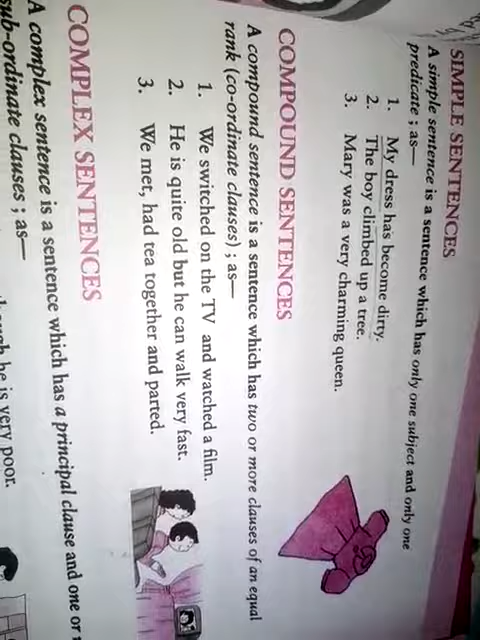 SIMPLE SENTENCES
A simple sentence is a sentence which has only one subject and only one
predicate ; as—
1. My dress has become dirty.
2. The boy climbed up a tree.
3. Mary was a very charming queen.
COMPOUND SENTENCES
A compound sentence is a sentence which has two or more clauses of an equal
rank (co-ordinate clauses) ; as—
1. We switched on the TV and watched a film.
2. He is quite old but he can walk very fast.
3. We met, had tea together and parted.
COMPLEX SENTENCES
A complex sentence is a sentence which has a principal clause and one or
sub-ordinate clauses ; as—
he is very poor.